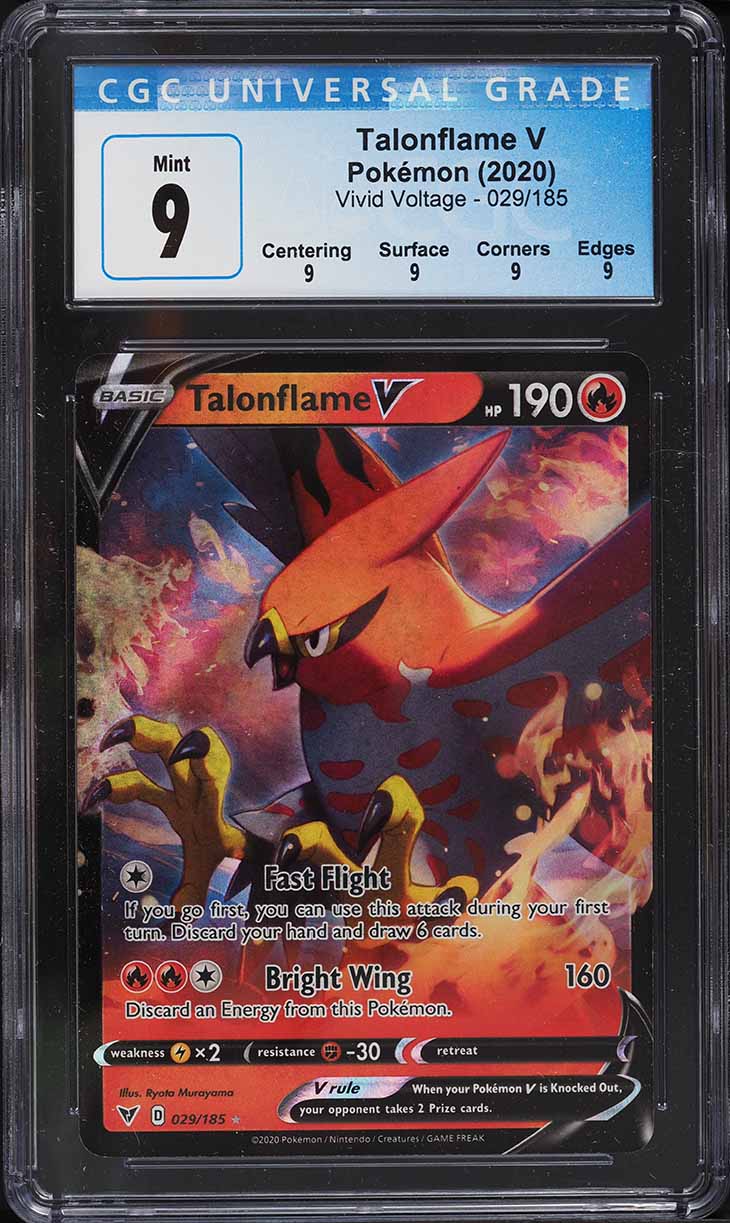 CGC UNIVERSAL GRADE
Mint
9
Talonflame V
Pokémon (2020)
Vivid Voltage - 029/185
Centering Surface Corners Edges
9 9 9 9
BASIC Talonflame V HP 190
Fast Flight
If you go first, you can use this attack during your first
turn. Discard your hand and draw 6 cards.
Bright Wing 160
Discard an Energy from this Pokémon.
weakness ×2 resistance -30 retreat
Illus. Ryota Murayama
V rule When your Pokémon V is Knocked Out,
your opponent takes 2 Prize cards.
D 029/185 ★
©2020 Pokémon / Nintendo / Creatures / GAME FREAK